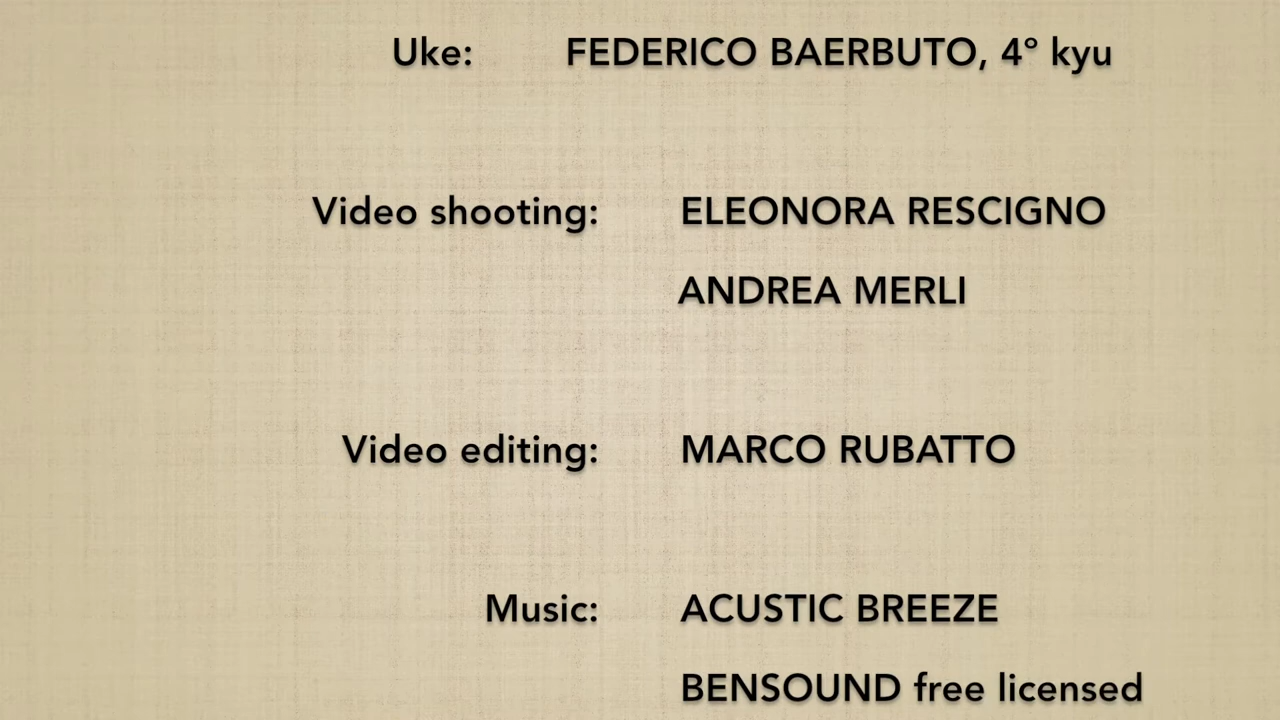 Uke: FEDERICO BAERBUTO, 4° kyu
Video shooting: ELEONORA RESCIGNO
ANDREA MERLI
Video editing: MARCO RUBATTO
Music: ACUSTIC BREEZE
BENSOUND free licensed